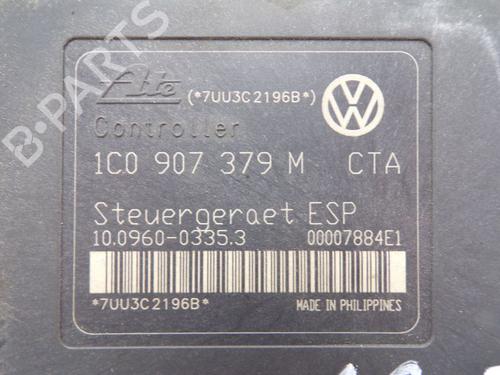 B-PARTS
Ate (*7UU3C2196B*)
Controller
1C0 907 379 M CTA
Steuergeraet ESP
10.0960-0335.3 00007884E1
*7UU3C2196B* MADE IN PHILIPPINES